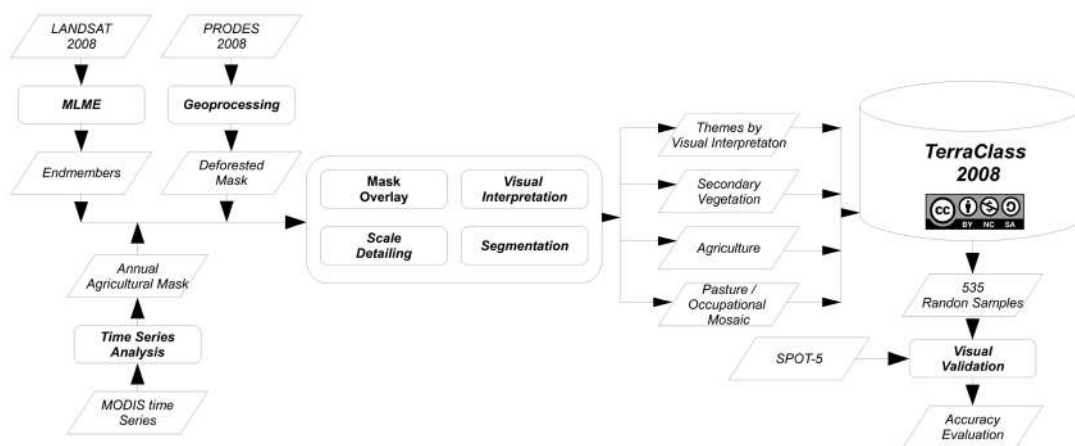 LANDSAT
2008
PRODES
2008
MLME
Geoprocessing
Endmembers
Deforested
Mask
Annual
Agricultural Mask
Time Series
Analysis
MODIS time
Series
Mask
Overlay
Visual
Interpretation
Scale
Detailing
Segmentation
Themes by
Visual Interpretaton
Secondary
Vegetation
Agriculture
Pasture /
Occupational
Mosaic
TerraClass
2008
cc
BY NC SA
535
Randon Samples
SPOT-5
Visual
Validation
Accuracy
Evaluation